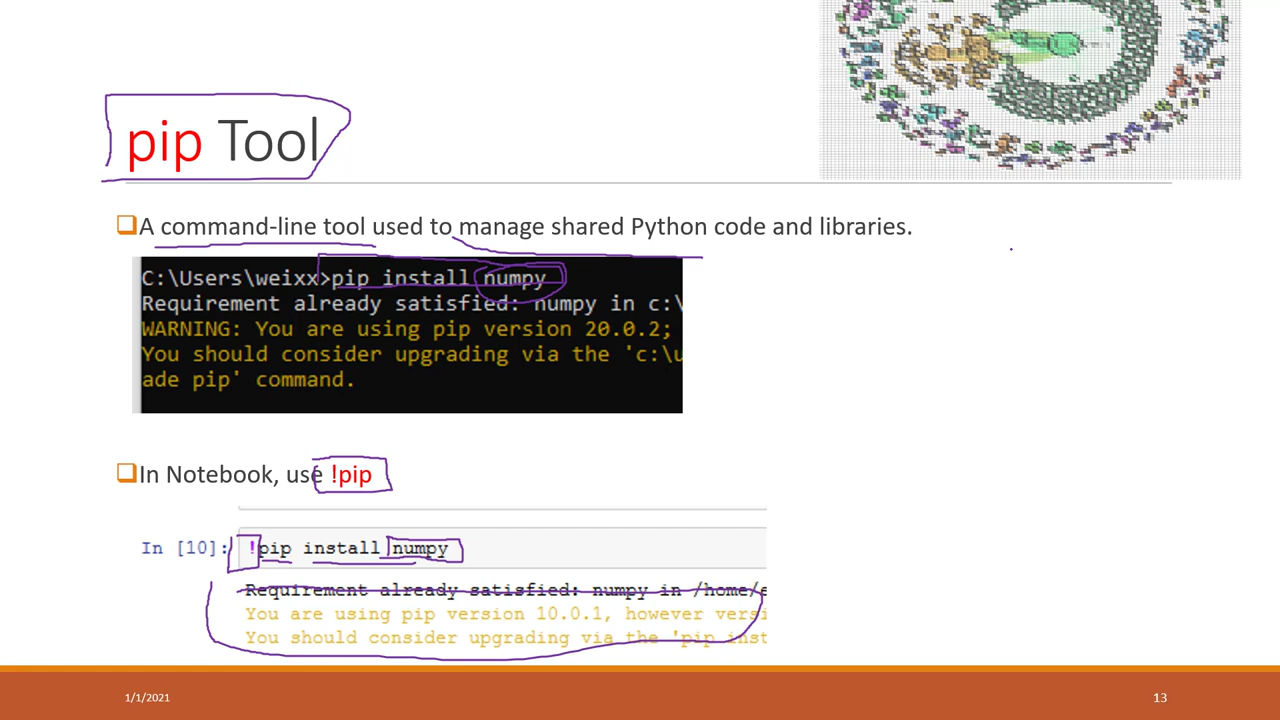 pip Tool
A command-line tool used to manage shared Python code and libraries.
C:\Users\weixx>pip install numpy
Requirement already satisfied: numpy in c:\
WARNING: You are using pip version 20.0.2;
You should consider upgrading via the 'c:\u
ade pip' command.
In Notebook, use !pip
In [10]: !pip install numpy
Requirement already satisfied: numpy in /home/e
You are using pip version 10.0.1, however versi
You should consider upgrading via the 'pip inst
1/1/2021
13